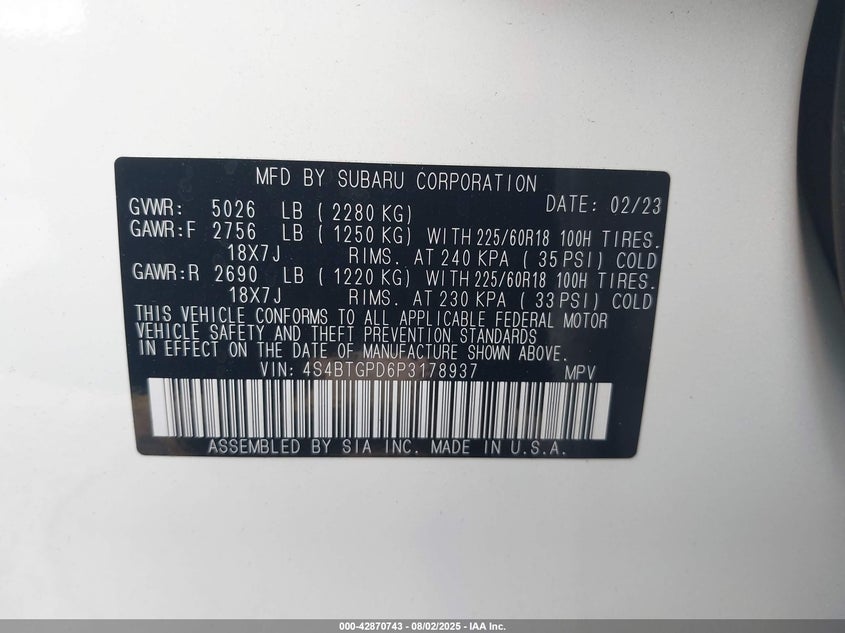 MFD BY SUBARU CORPORATION
DATE: 02/23
GVWR: 5026 LB ( 2280 KG)
GAWR:F 2756 LB ( 1250 KG) WITH 225/60R18 100H TIRES.
18X7J RIMS. AT 240 KPA ( 35 PSI) COLD
GAWR:R 2690 LB ( 1220 KG) WITH 225/60R18 100H TIRES.
18X7J RIMS. AT 230 KPA ( 33 PSI) COLD
THIS VEHICLE CONFORMS TO ALL APPLICABLE FEDERAL MOTOR
VEHICLE SAFETY AND THEFT PREVENTION STANDARDS
IN EFFECT ON THE DATE OF MANUFACTURE SHOWN ABOVE.
VIN: 4S4BTGPD6P3178937 MPV
ASSEMBLED BY SIA INC. MADE IN U.S.A.
000-42870743 - 08/02/2025 - IAA Inc.